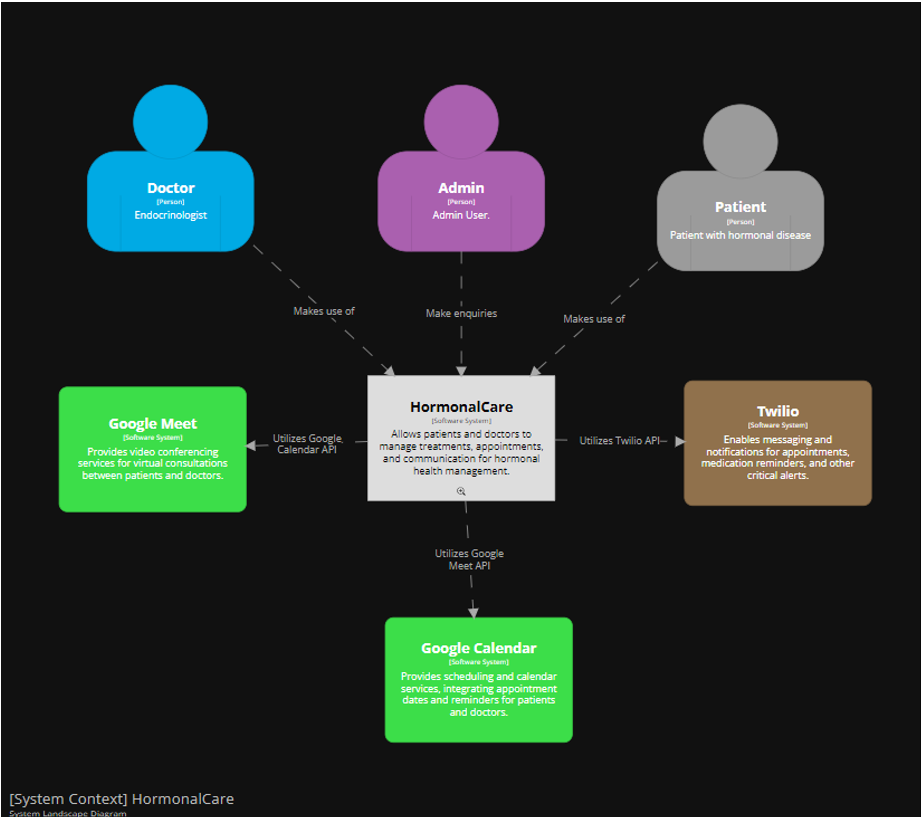 Doctor
[Person]
Endocrinologist
Admin
[Person]
Admin User.
Patient
[Person]
Patient with hormonal disease
Makes use of
Make enquiries
Makes use of
Google Meet
[Software System]
Provides video conferencing
services for virtual consultations
between patients and doctors.
Utilizes Google
Calendar API
HormonalCare
[Software System]
Allows patients and doctors to
manage treatments, appointments,
and communication for hormonal
health management.
Utilizes Twilio API
Twilio
[Software System]
Enables messaging and
notifications for appointments,
medication reminders, and other
critical alerts.
Utilizes Google
Meet API
Google Calendar
[Software System]
Provides scheduling and calendar
services, integrating appointment
dates and reminders for patients
and doctors.
[System Context] HormonalCare
System Landscape Diagram